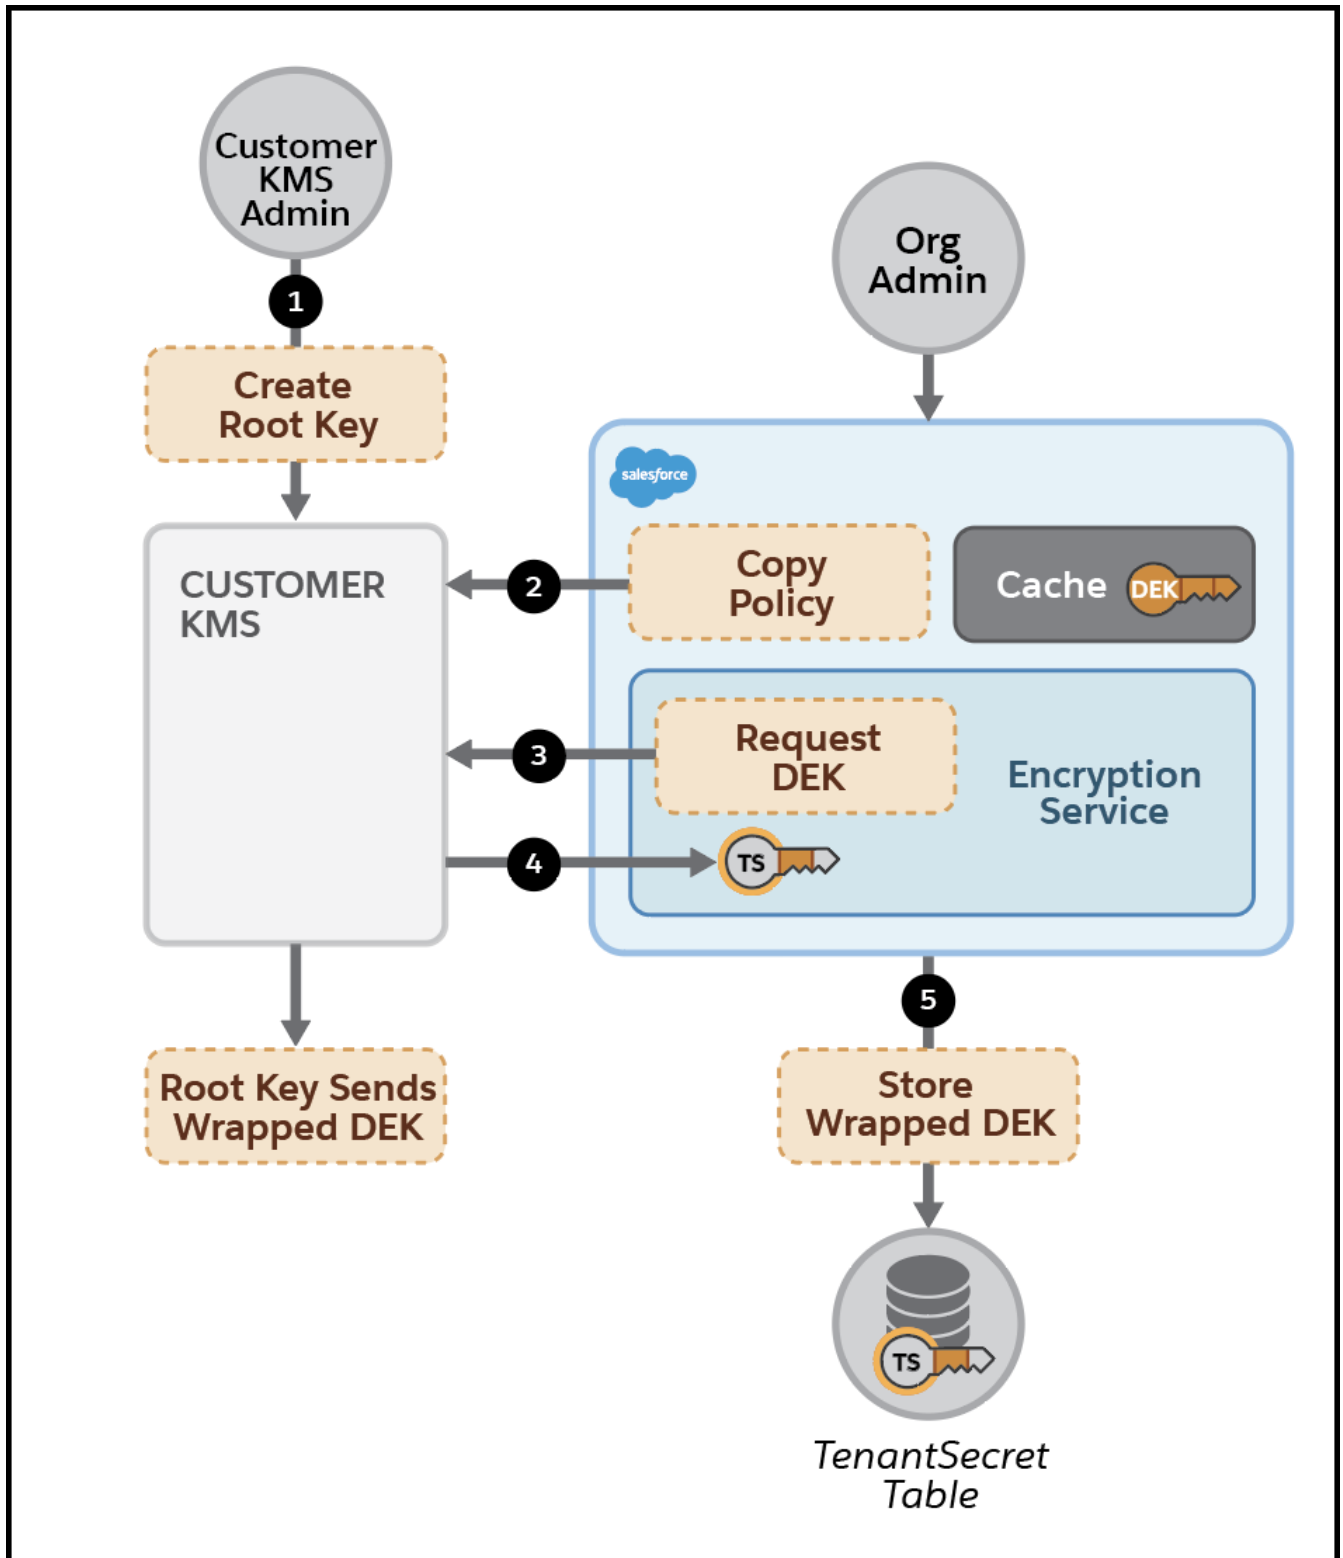 Customer
KMS
Admin
1
Create
Root Key
Org
Admin
salesforce
CUSTOMER
KMS
2
Copy
Policy
Cache
DEK
3
Request
DEK
Encryption
Service
4
TS
5
Root Key Sends
Wrapped DEK
Store
Wrapped DEK
TS
TenantSecret
Table